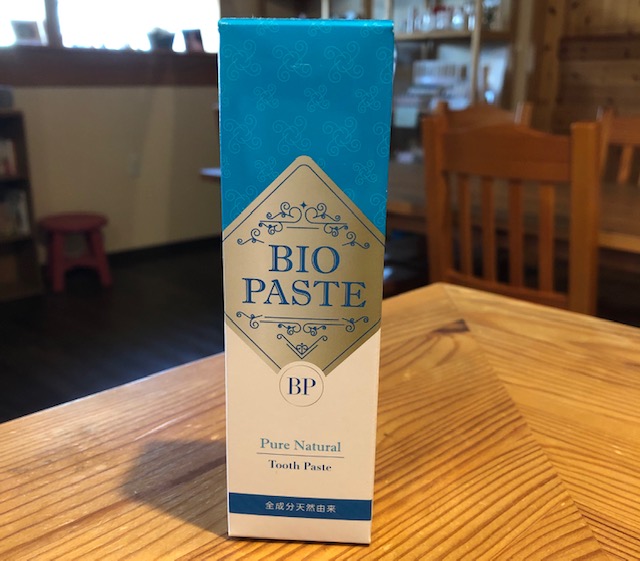 BIO
PASTE
BP
Pure Natural
Tooth Paste
全成分天然由来